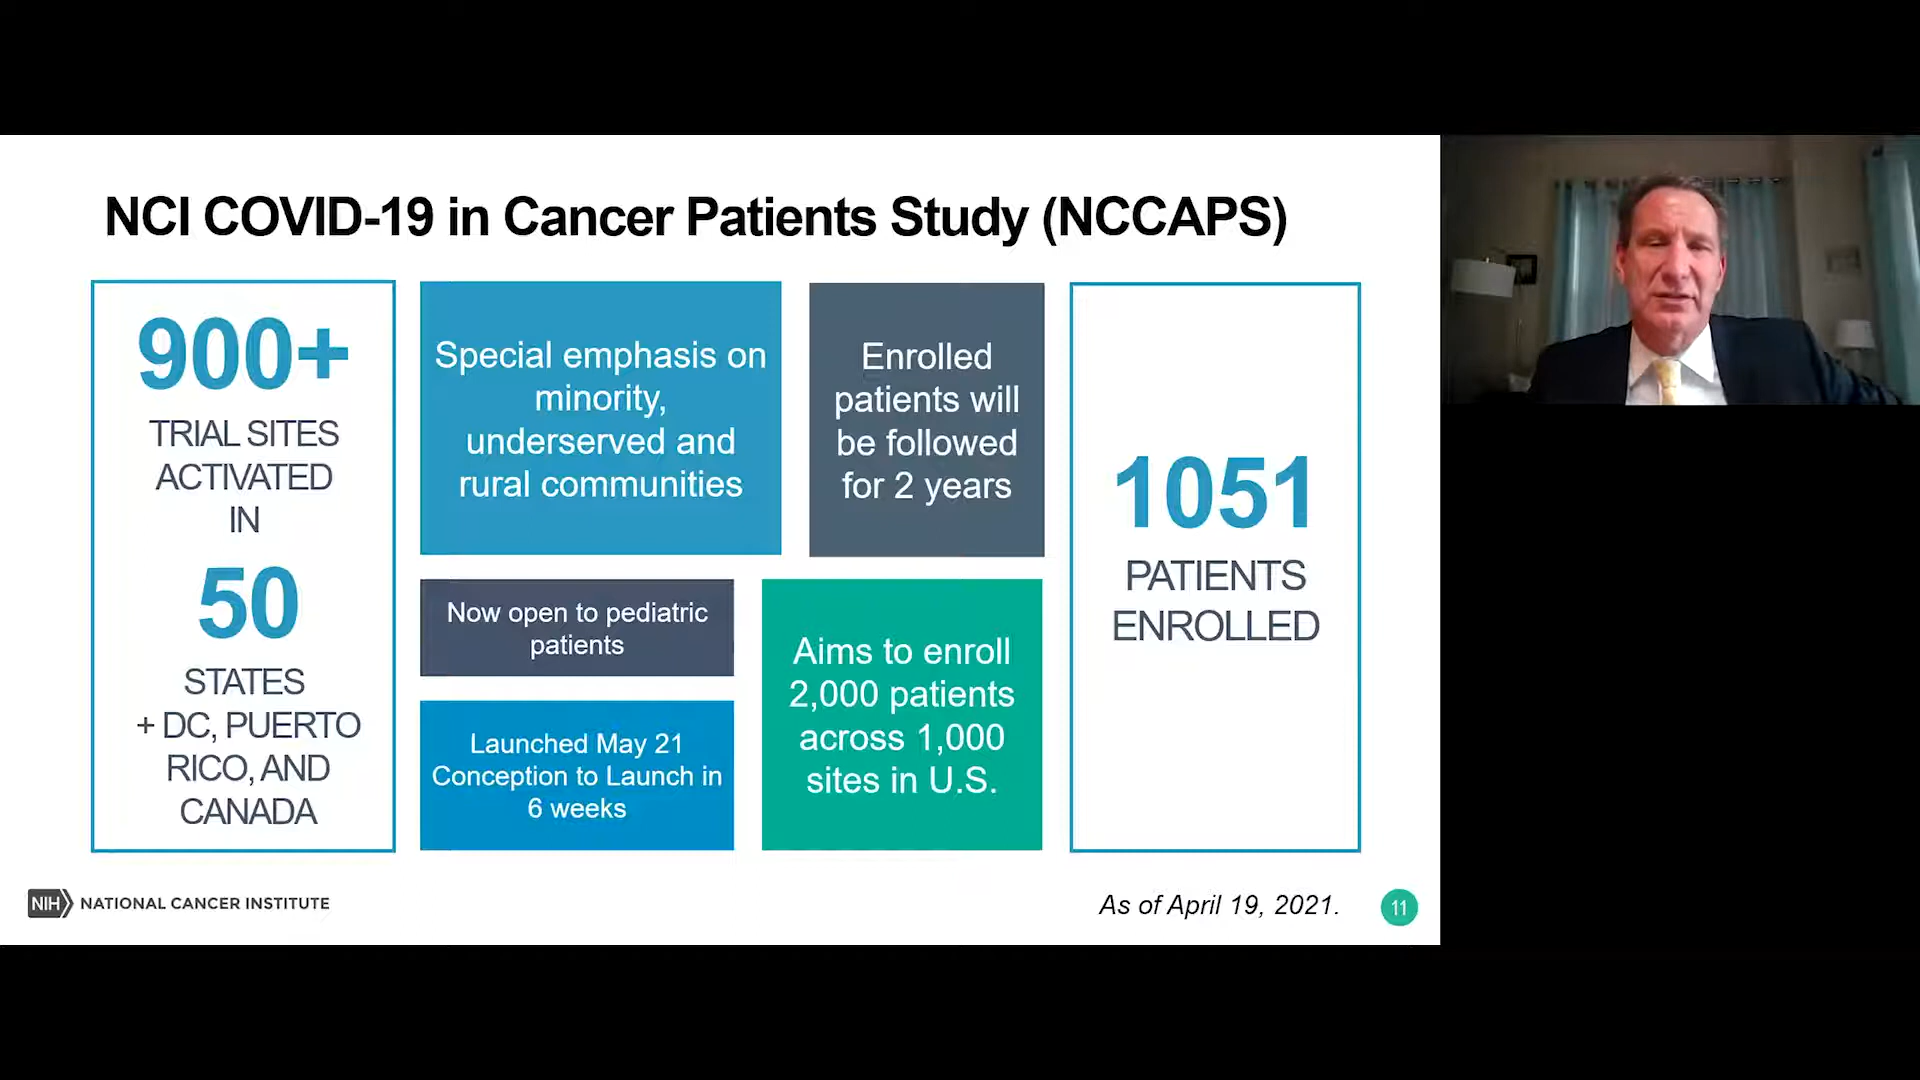 NCI COVID-19 in Cancer Patients Study (NCCAPS)
900+
TRIAL SITES
ACTIVATED
IN
50
STATES
+ DC, PUERTO
RICO, AND
CANADA
Special emphasis on
minority,
underserved and
rural communities
Enrolled
patients will
be followed
for 2 years
Now open to pediatric
patients
Launched May 21
Conception to Launch in
6 weeks
Aims to enroll
2,000 patients
across 1,000
sites in U.S.
1051
PATIENTS
ENROLLED
NIH NATIONAL CANCER INSTITUTE
As of April 19, 2021.
11